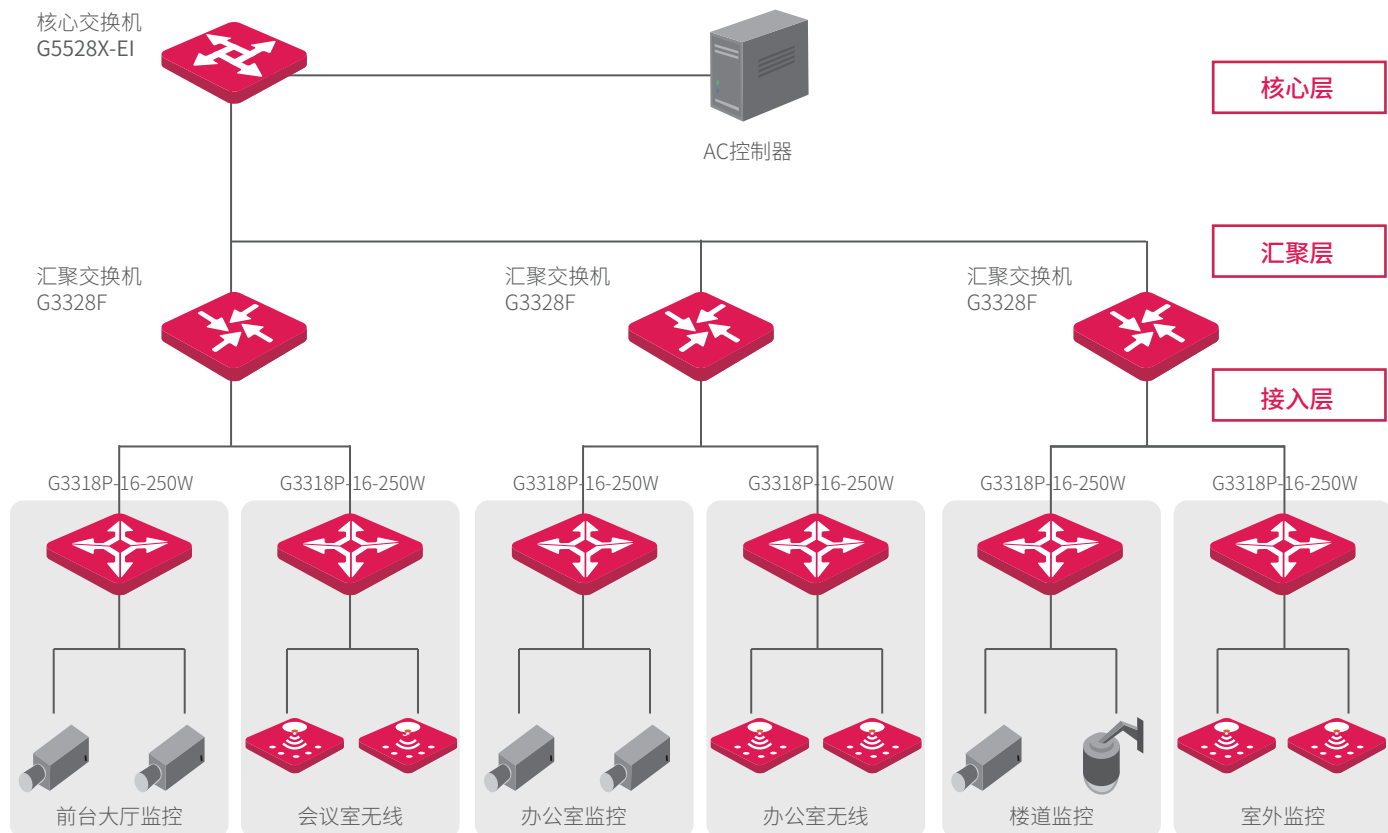 核心交换机
G5528X-EI
AC控制器
核心层
汇聚层
汇聚交换机
G3328F
汇聚交换机
G3328F
汇聚交换机
G3328F
接入层
G3318P-16-250W
G3318P-16-250W
G3318P-16-250W
G3318P-16-250W
G3318P-16-250W
G3318P-16-250W
前台大厅监控
会议室无线
办公室监控
办公室无线
楼道监控
室外监控